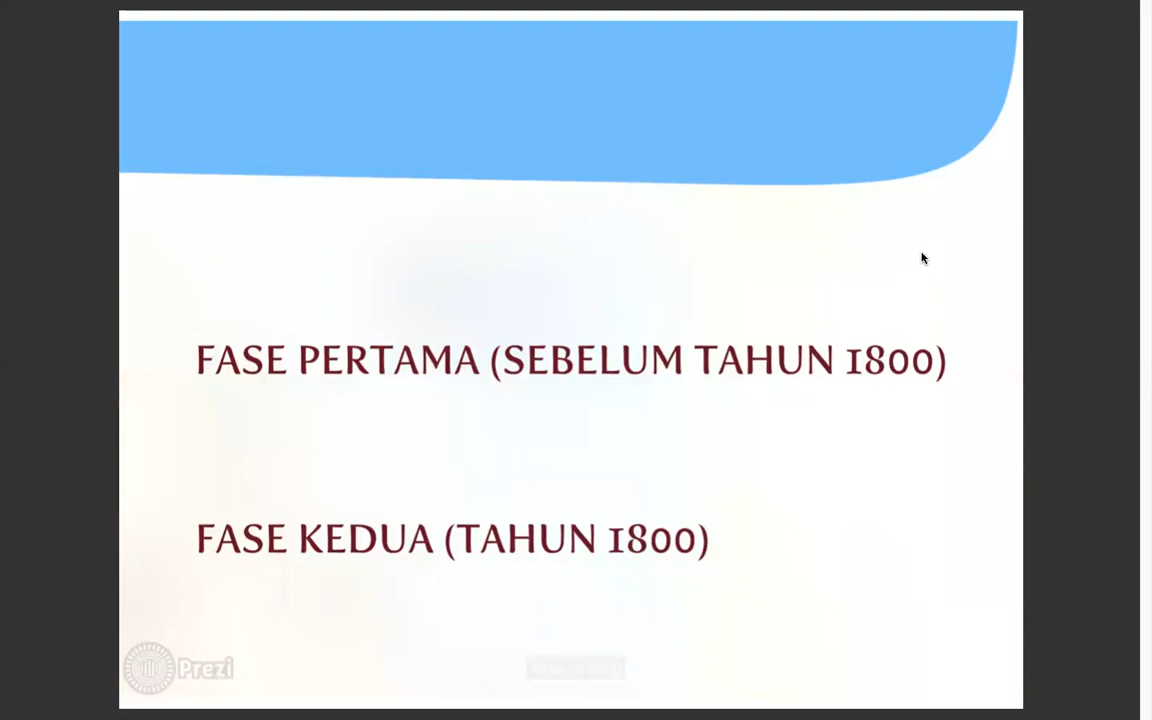 FASE PERTAMA (SEBELUM TAHUN 1800)
FASE KEDUA (TAHUN 1800)
Prezi